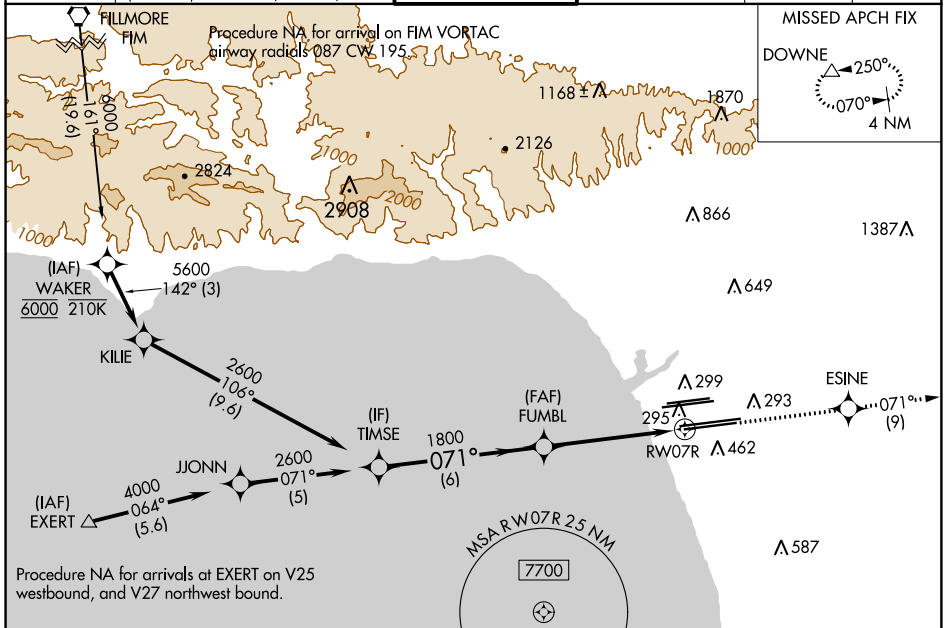 FILLMORE
FIM
Procedure NA for arrival on FIM VORTAC
airway radials 087 CW 195.
MISSED APCH FIX
DOWNE
250°
070°
4 NM
6000
161°
(19.6)
1168 ±
1870
1000
2126
1000
2824
2908
2000
866
1387
1000
(IAF)
WAKER
6000 210K
5600
142° (3)
649
KILIE
2600
106°
(9.6)
299
293
295
ESINE
071°
(9)
(FAF)
FUMBL
(IF)
TIMSE
1800
071°
(6)
RW07R
462
JJONN
2600
071°
(5)
4000
064°
(5.6)
(IAF)
EXERT
587
MSA RW07R 25 NM
7700
Procedure NA for arrivals at EXERT on V25
westbound, and V27 northwest bound.